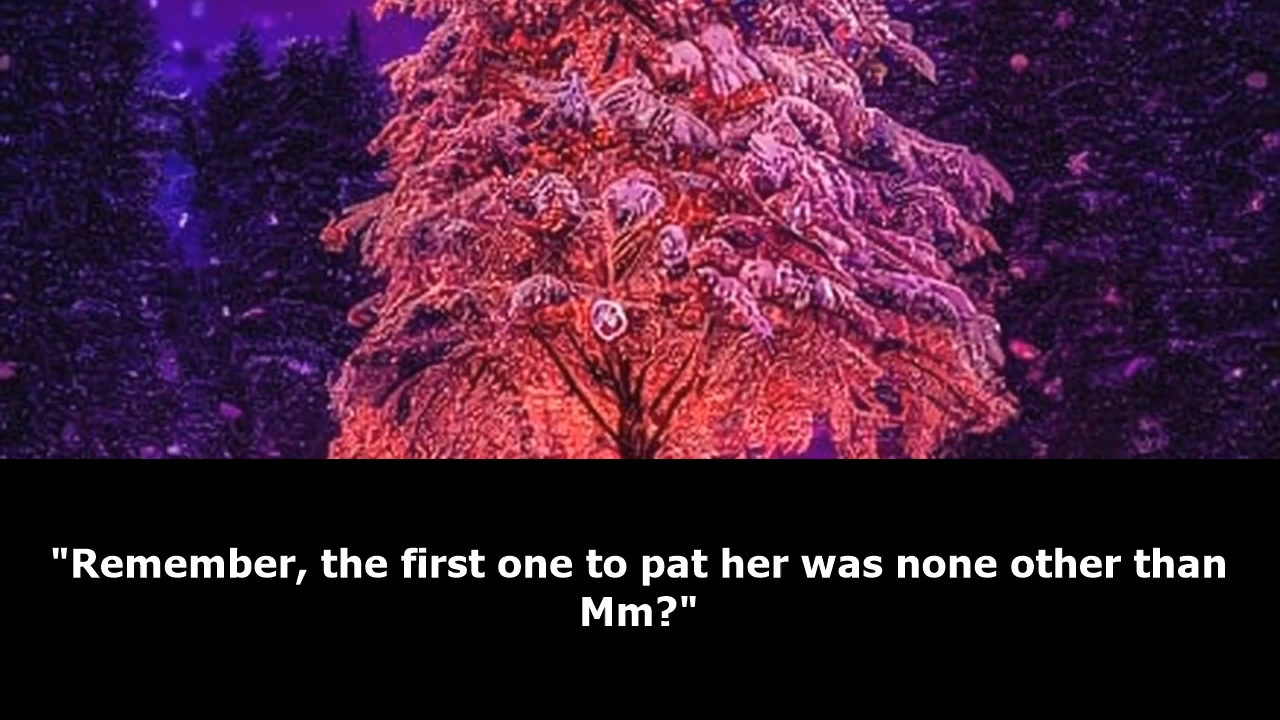 "Remember, the first one to pat her was none other than
Mm?"